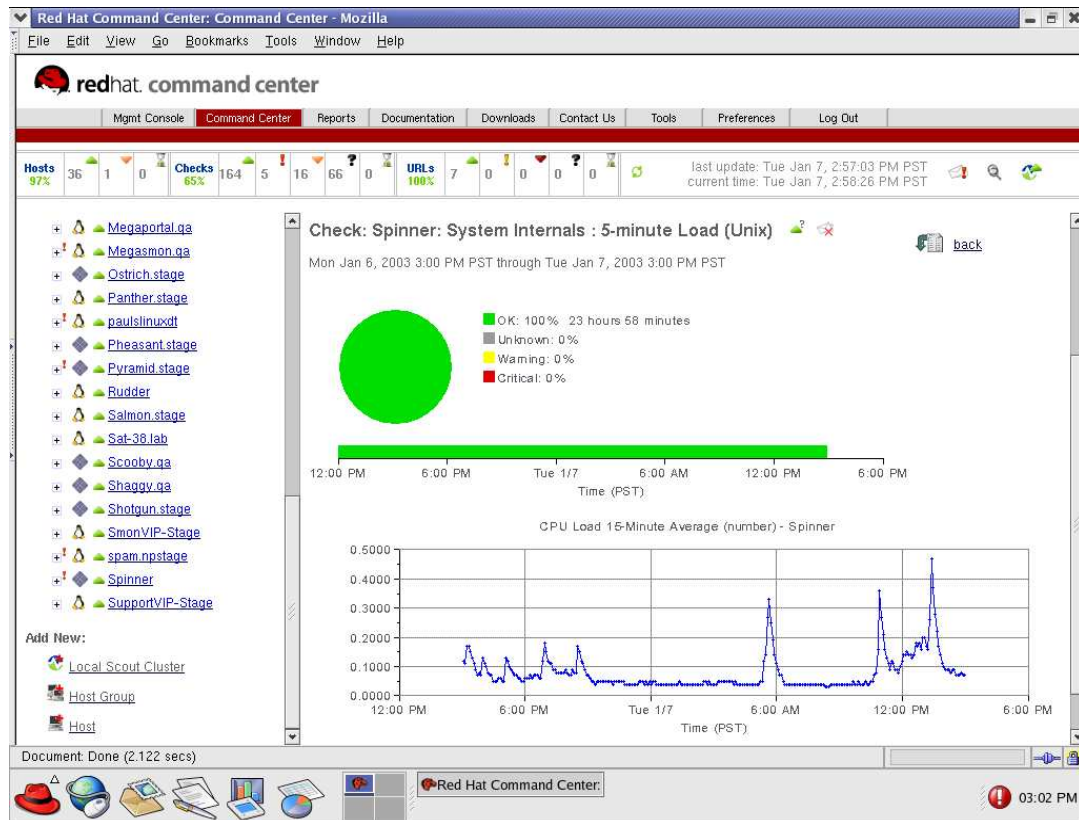 Red Hat Command Center: Command Center - Mozilla
File Edit View Go Bookmarks Tools Window Help
redhat. command center
Mgmt Console Command Center Reports Documentation Downloads Contact Us Tools Preferences Log Out
Hosts 97% 36 1 0 Checks 65% 164 5 ! 16 66 ? 0 URLs 100% 7 0 ! 0 0 ? 0
last update: Tue Jan 7, 2:57:03 PM PST
current time: Tue Jan 7, 2:58:26 PM PST
Megaportal.qa
Megasmon.qa
Ostrich.stage
Panther.stage
paulslinuxdt
Pheasant.stage
Pyramid.stage
Rudder
Salmon.stage
Sat-38.lab
Scooby.qa
Shaggy.qa
Shotgun.stage
SmonVIP-Stage
spam.npstage
Spinner
SupportVIP-Stage
Add New:
Local Scout Cluster
Host Group
Host
Check: Spinner: System Internals : 5-minute Load (Unix)
back
Mon Jan 6, 2003 3:00 PM PST through Tue Jan 7, 2003 3:00 PM PST
OK: 100% 23 hours 58 minutes
Unknown: 0%
Warning: 0%
Critical: 0%
12:00 PM 6:00 PM Tue 1/7 6:00 AM 12:00 PM 6:00 PM
Time (PST)
CPU Load 15-Minute Average (number) - Spinner
0.5000
0.4000
0.3000
0.2000
0.1000
0.0000
12:00 PM 6:00 PM Tue 1/7 6:00 AM 12:00 PM 6:00 PM
Time (PST)
Document: Done (2.122 secs)
Red Hat Command Center:
03:02 PM